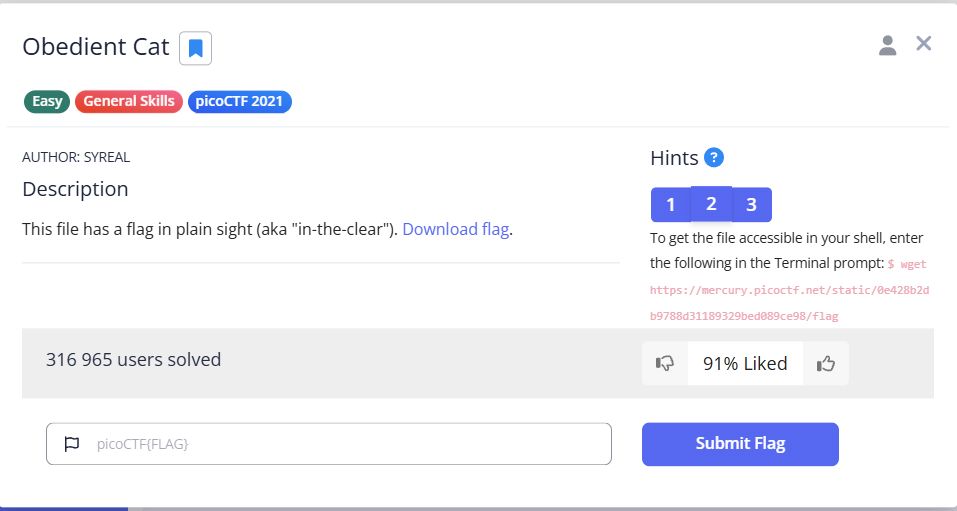 Obedient Cat
Easy General Skills picoCTF 2021
AUTHOR: SYREAL
Description
This file has a flag in plain sight (aka "in-the-clear"). Download flag.
Hints ?
1 2 3
To get the file accessible in your shell, enter
the following in the Terminal prompt: $ wget
https://mercury.picoctf.net/static/0e428b2d
b9788d31189329bed089ce98/flag
316 965 users solved
91% Liked
picoCTF{FLAG}
Submit Flag